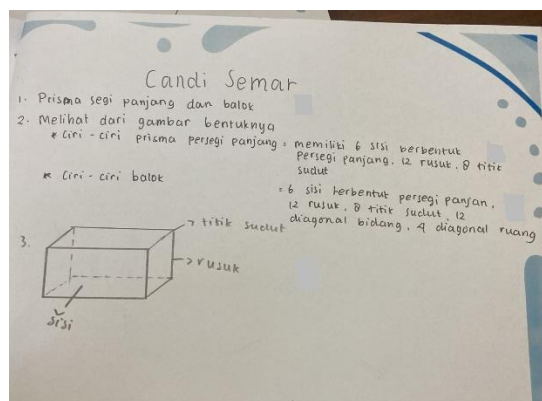 Candi Semar
1. Prisma segi panjang dan balok
2. Melihat dari gambar bentuknya
* Ciri - ciri prisma persegi panjang = memiliki 6 sisi berbentuk
persegi panjang, 12 rusuk, 8 titik
sudut
* Ciri - ciri balok
= 6 sisi berbentuk persegi panjan,
12 rusuk, 8 titik sudut, 12
diagonal bidang, 4 diagonal ruang
3.
titik sudut
rusuk
sisi